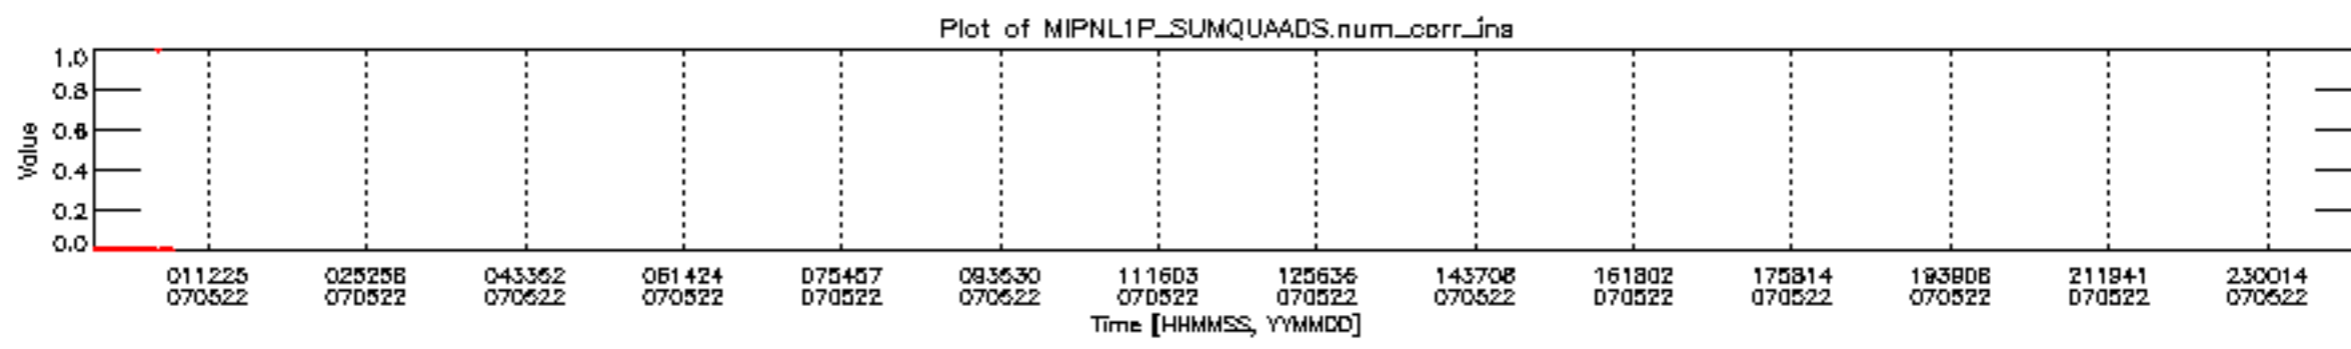 Plot of MIPNL1P_SUMQUAADS.num_corr_ins
1.0
0.8
0.6
0.4
0.2
0.0
Value
011225 025258 043352 061424 075457 093530 111603 125636 143708 161802 175814 193908 211941 230014
070522 070522 070522 070522 070522 070522 070522 070522 070522 070522 070522 070522 070522 070522
Time [HHMMSS, YYMMDD]